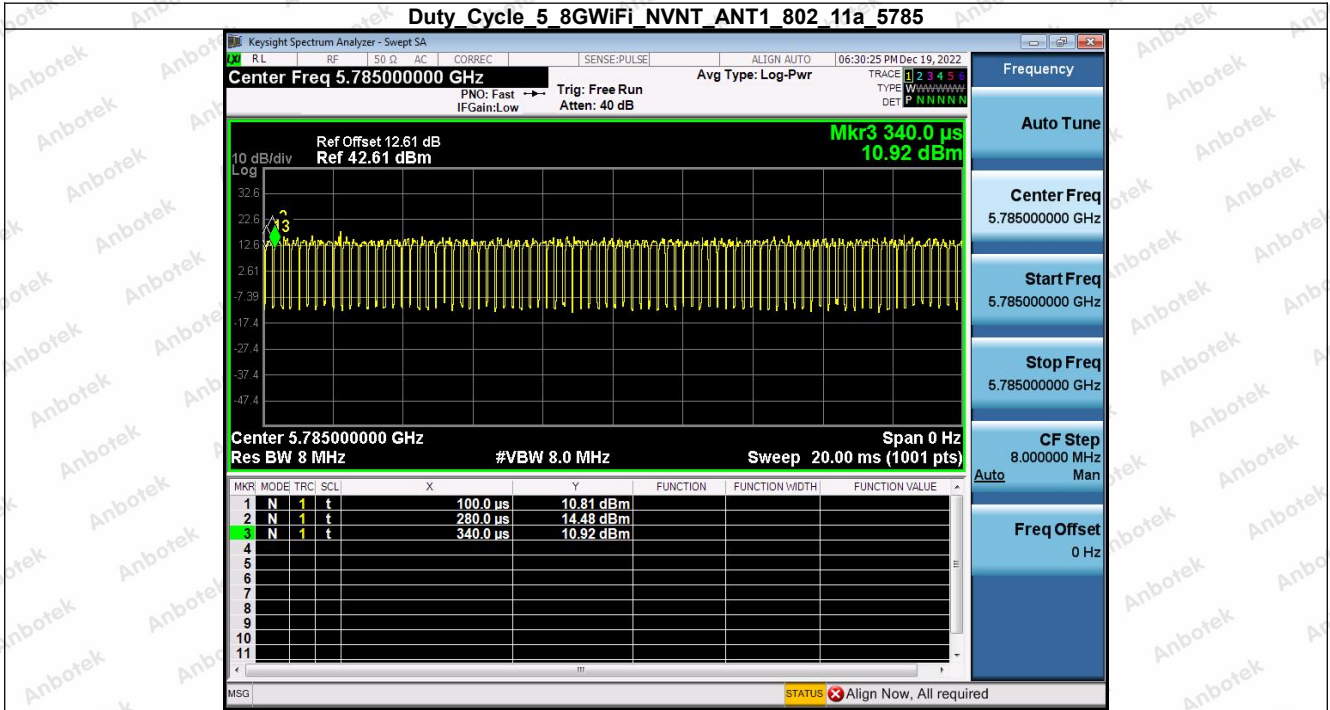 Duty_Cycle_5_8GWiFi_NVNT_ANT1_802_11a_5785
Keysight Spectrum Analyzer - Swept SA
LXI RL RF 50 Ω AC CORREC SENSE:PULSE ALIGN AUTO 06:30:25 PM Dec 19, 2022
Center Freq 5.785000000 GHz
PNO: Fast
IFGain:Low
Trig: Free Run
Atten: 40 dB
Avg Type: Log-Pwr
TRACE 1 2 3 4 5 6
TYPE WWWWWW
DET P N N N N N
Ref Offset 12.61 dB
10 dB/div Ref 42.61 dBm
Log
Mkr3 340.0 µs
10.92 dBm
32.6
22.6
12.6
2.61
-7.39
-17.4
-27.4
-37.4
-47.4
Center 5.785000000 GHz Span 0 Hz
Res BW 8 MHz #VBW 8.0 MHz Sweep 20.00 ms (1001 pts)
MKR MODE TRC SCL X Y FUNCTION FUNCTION WIDTH FUNCTION VALUE
1 N 1 t 100.0 µs 10.81 dBm
2 N 1 t 280.0 µs 14.48 dBm
3 N 1 t 340.0 µs 10.92 dBm
4
5
6
7
8
9
10
11
MSG STATUS Align Now, All required
Frequency
Auto Tune
Center Freq
5.785000000 GHz
Start Freq
5.785000000 GHz
Stop Freq
5.785000000 GHz
CF Step
8.000000 MHz
Auto Man
Freq Offset
0 Hz
Anbotek